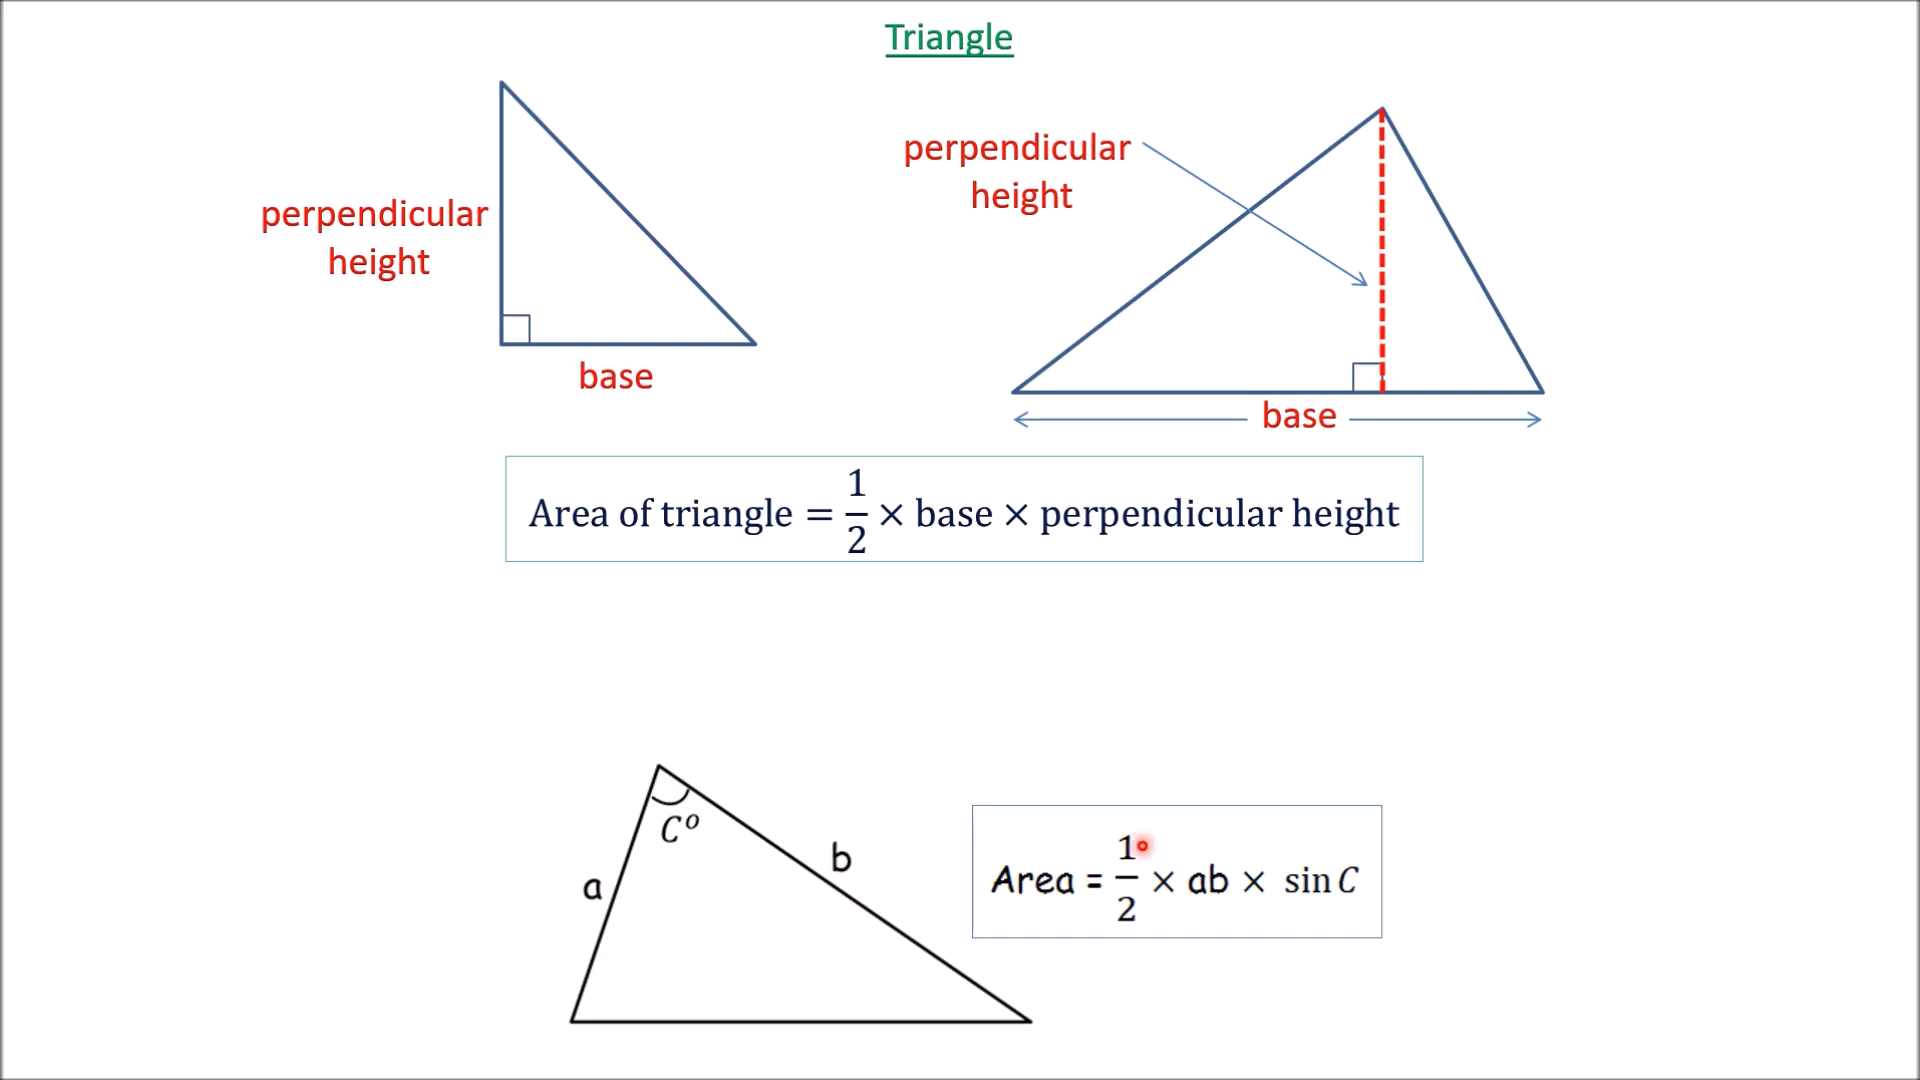 Triangle
perpendicular
height
base
perpendicular
height
base
Area of triangle = 1/2 × base × perpendicular height
C°
a
b
Area = 1/2 × ab × sin C